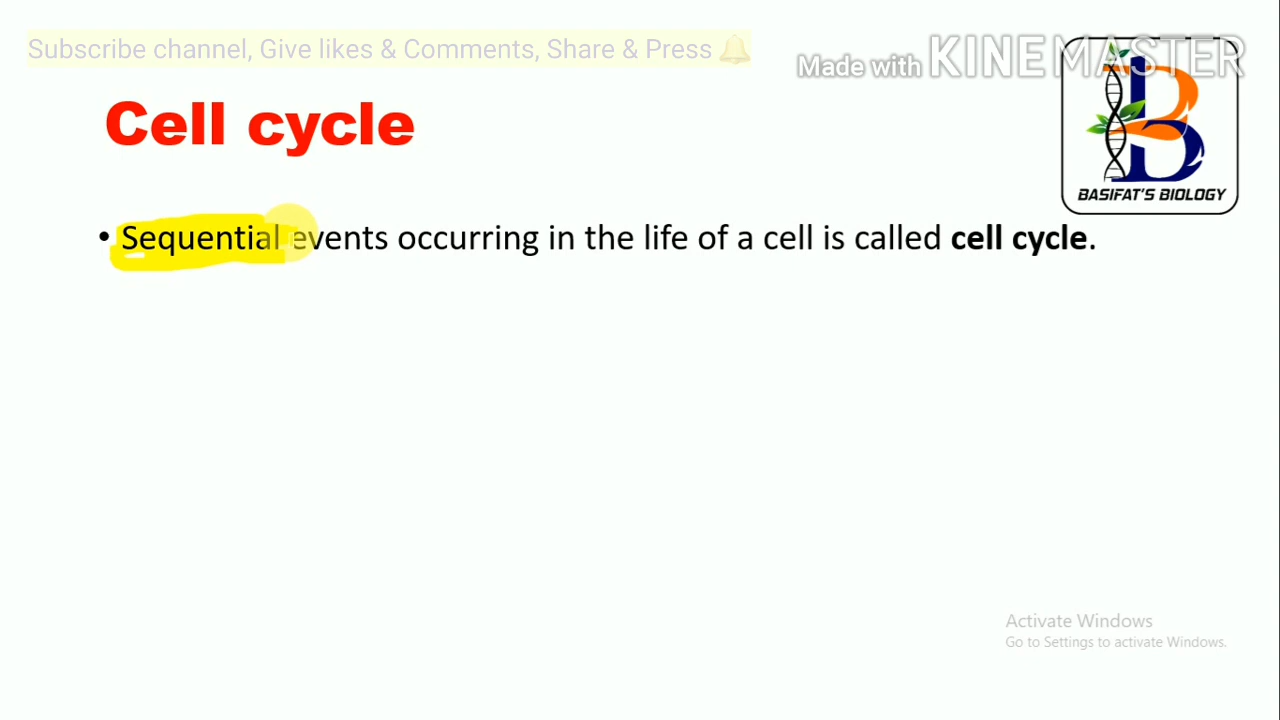 Subscribe channel, Give likes & Comments, Share & Press 🔔
Made with KINEMASTER
Cell cycle
BASIFAT'S BIOLOGY
• Sequential events occurring in the life of a cell is called cell cycle.
Activate Windows
Go to Settings to activate Windows.